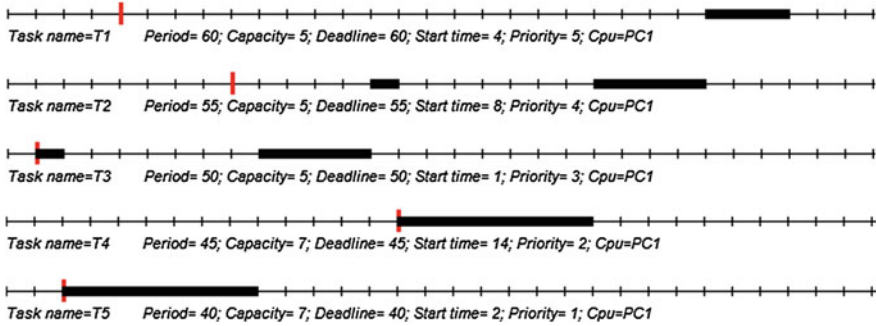 Task name=T1 Period= 60; Capacity= 5; Deadline= 60; Start time= 4; Priority= 5; Cpu=PC1
Task name=T2 Period= 55; Capacity= 5; Deadline= 55; Start time= 8; Priority= 4; Cpu=PC1
Task name=T3 Period= 50; Capacity= 5; Deadline= 50; Start time= 1; Priority= 3; Cpu=PC1
Task name=T4 Period= 45; Capacity= 7; Deadline= 45; Start time= 14; Priority= 2; Cpu=PC1
Task name=T5 Period= 40; Capacity= 7; Deadline= 40; Start time= 2; Priority= 1; Cpu=PC1